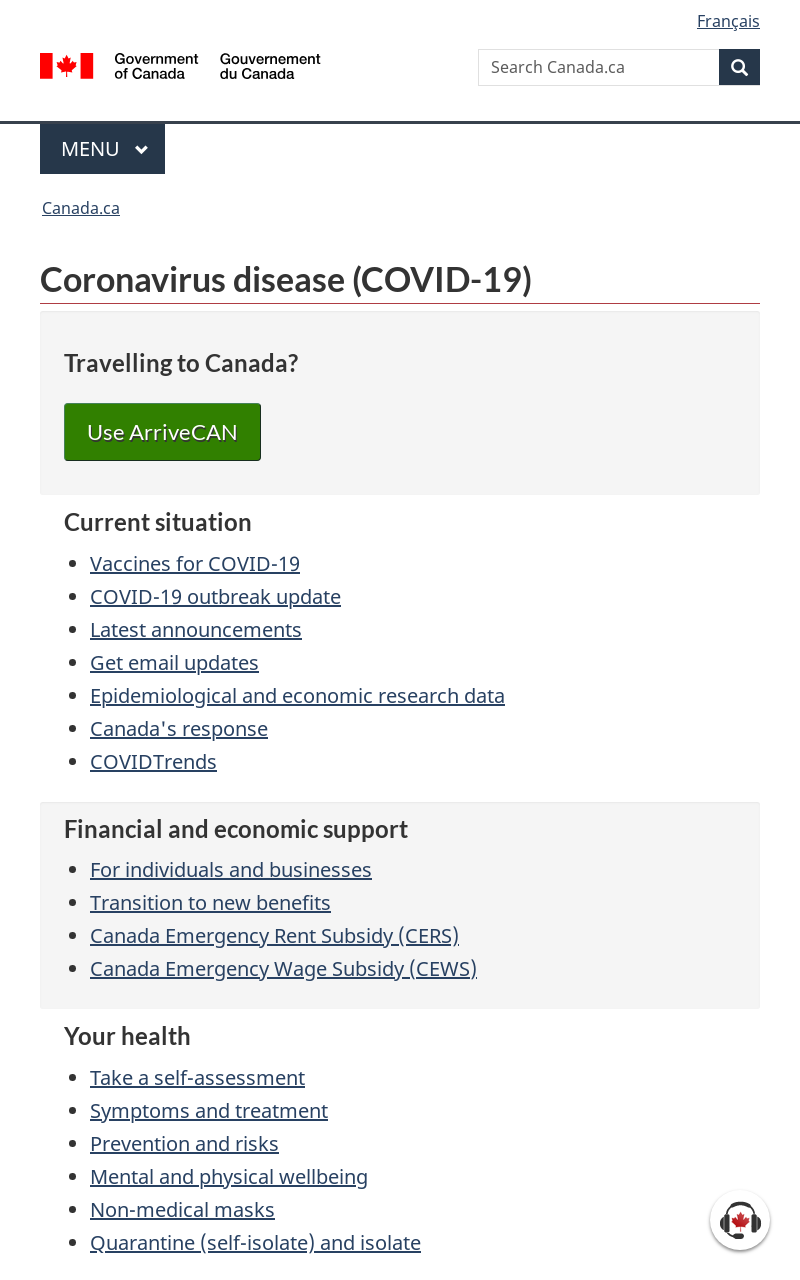 Français
Government
of Canada
Gouvernement
du Canada
Search Canada.ca
MENU
Canada.ca
Coronavirus disease (COVID-19)
Travelling to Canada?
Use ArriveCAN
Current situation
Vaccines for COVID-19
COVID-19 outbreak update
Latest announcements
Get email updates
Epidemiological and economic research data
Canada's response
COVIDTrends
Financial and economic support
For individuals and businesses
Transition to new benefits
Canada Emergency Rent Subsidy (CERS)
Canada Emergency Wage Subsidy (CEWS)
Your health
Take a self-assessment
Symptoms and treatment
Prevention and risks
Mental and physical wellbeing
Non-medical masks
Quarantine (self-isolate) and isolate